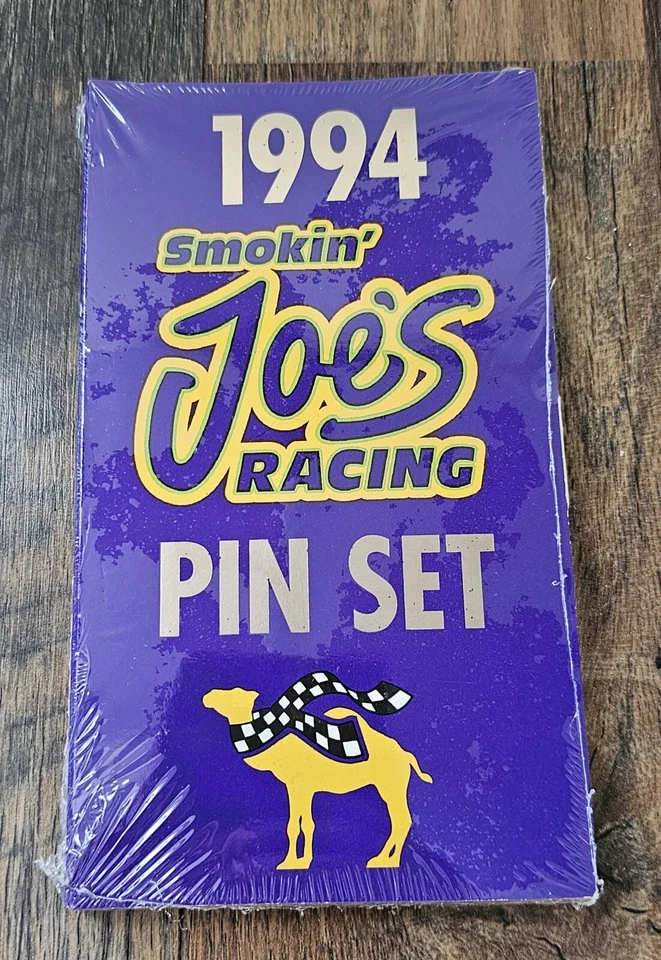 1994
Smokin'
Joe's
RACING
PIN SET